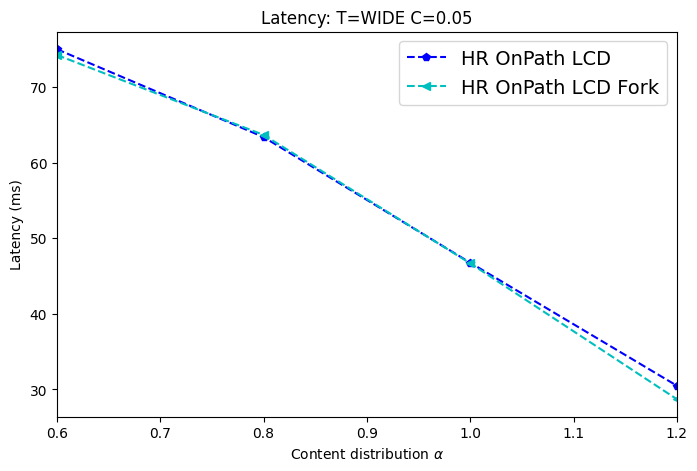 Latency: T=WIDE C=0.05
HR OnPath LCD
HR OnPath LCD Fork
Latency (ms)
70
60
50
40
30
0.6 0.7 0.8 0.9 1.0 1.1 1.2
Content distribution α